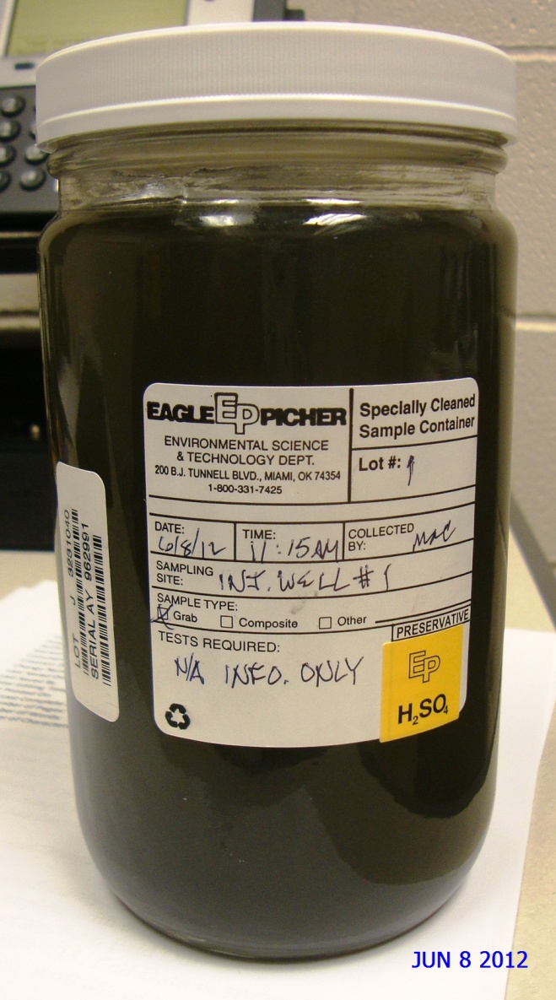 EAGLE EP PICHER
ENVIRONMENTAL SCIENCE
& TECHNOLOGY DEPT.
200 B.J. TUNNELL BLVD., MIAMI, OK 74354
1-800-331-7425
Specially Cleaned
Sample Container
Lot #: 1
DATE: 6/8/12
TIME: 11:15AM
COLLECTED BY: MAC
SAMPLING SITE: INJ. WELL #1
SAMPLE TYPE:
Grab Composite Other
PRESERVATIVE
TESTS REQUIRED:
N/A INFO. ONLY
EP
H₂SO₄
LOT J 3231040
SERIAL AY 962991
JUN 8 2012